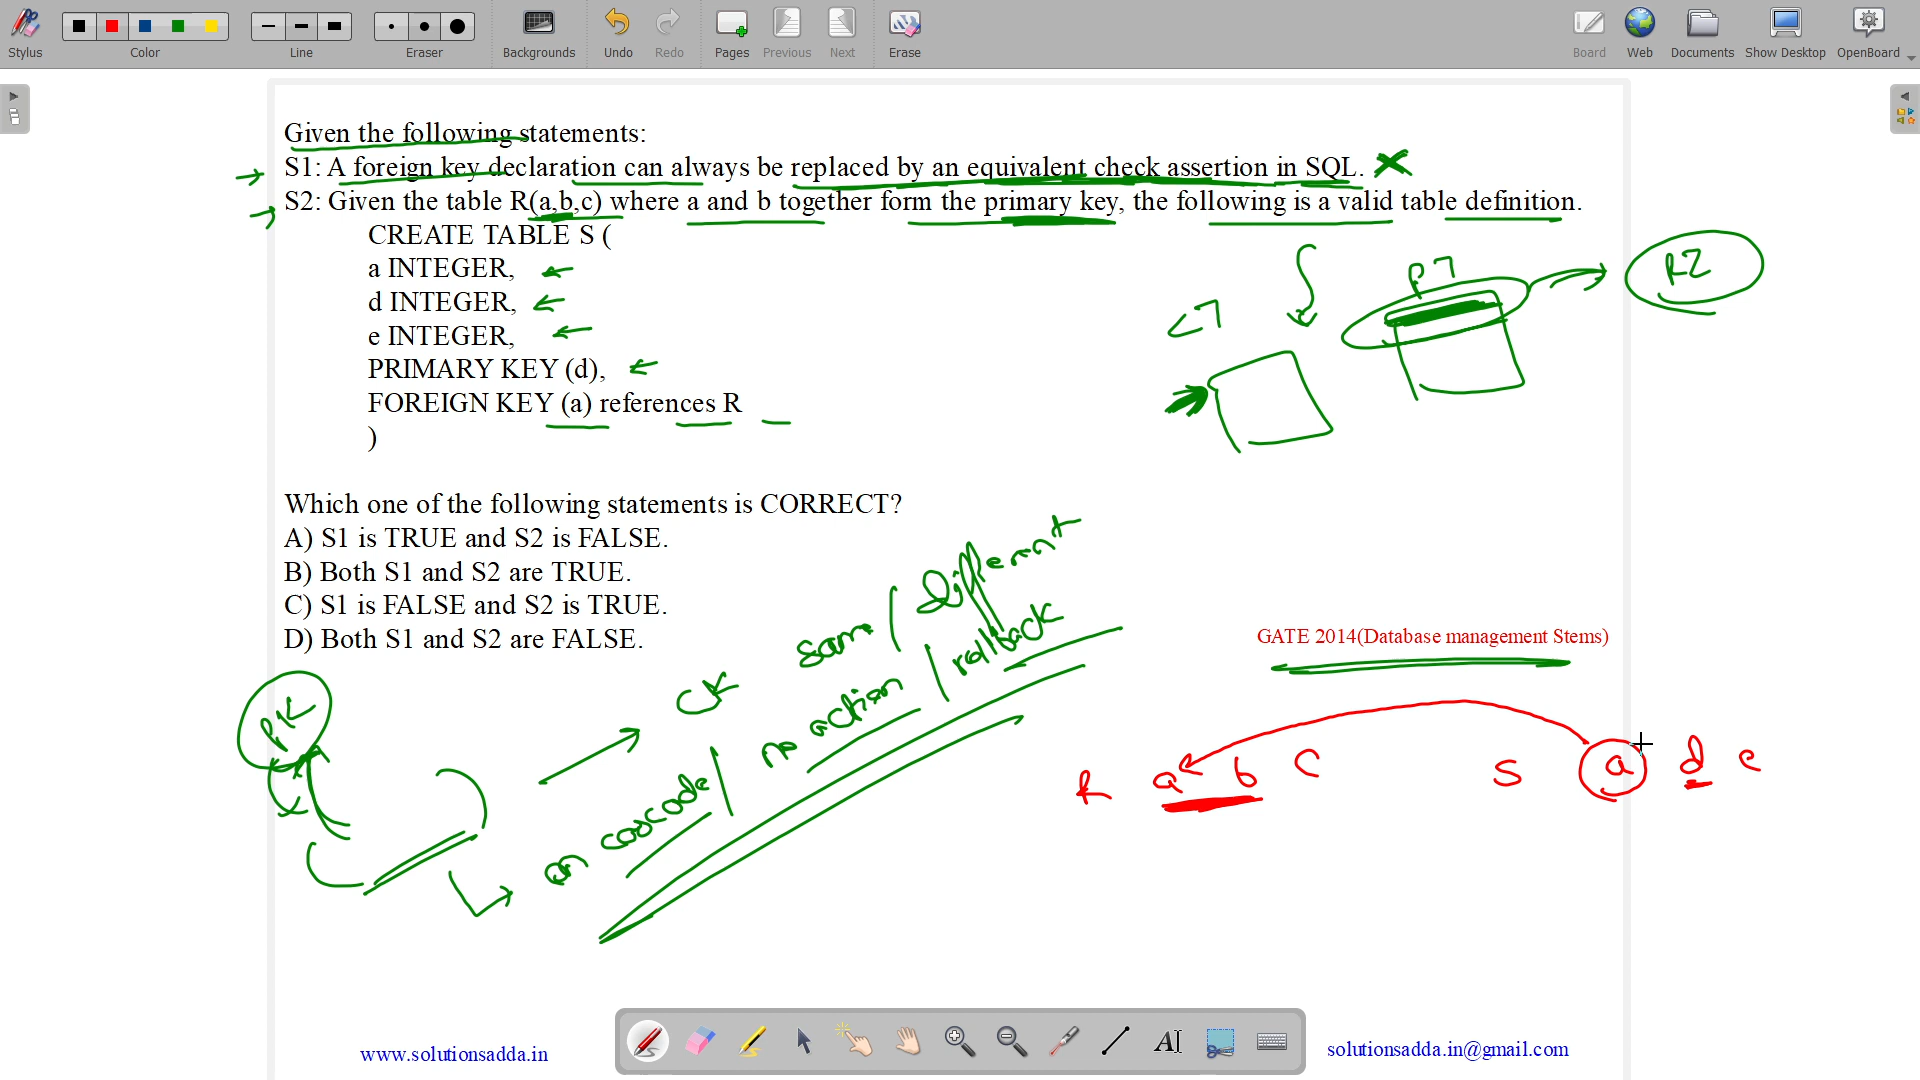 Stylus
Color
Line
Eraser
Backgrounds
Undo
Redo
Pages
Previous
Next
Erase
Board
Web
Documents
Show Desktop
OpenBoard
Given the following statements:
S1: A foreign key declaration can always be replaced by an equivalent check assertion in SQL.
S2: Given the table R(a,b,c) where a and b together form the primary key, the following is a valid table definition.
CREATE TABLE S (
a INTEGER,
d INTEGER,
e INTEGER,
PRIMARY KEY (d),
FOREIGN KEY (a) references R
)
Which one of the following statements is CORRECT?
A) S1 is TRUE and S2 is FALSE.
B) Both S1 and S2 are TRUE.
C) S1 is FALSE and S2 is TRUE.
D) Both S1 and S2 are FALSE.
GATE 2014(Database management Stems)
PK
CK same / different
on cascade / no action / rollback
R a b c
S a d e
www.solutionsadda.in
solutionsadda.in@gmail.com